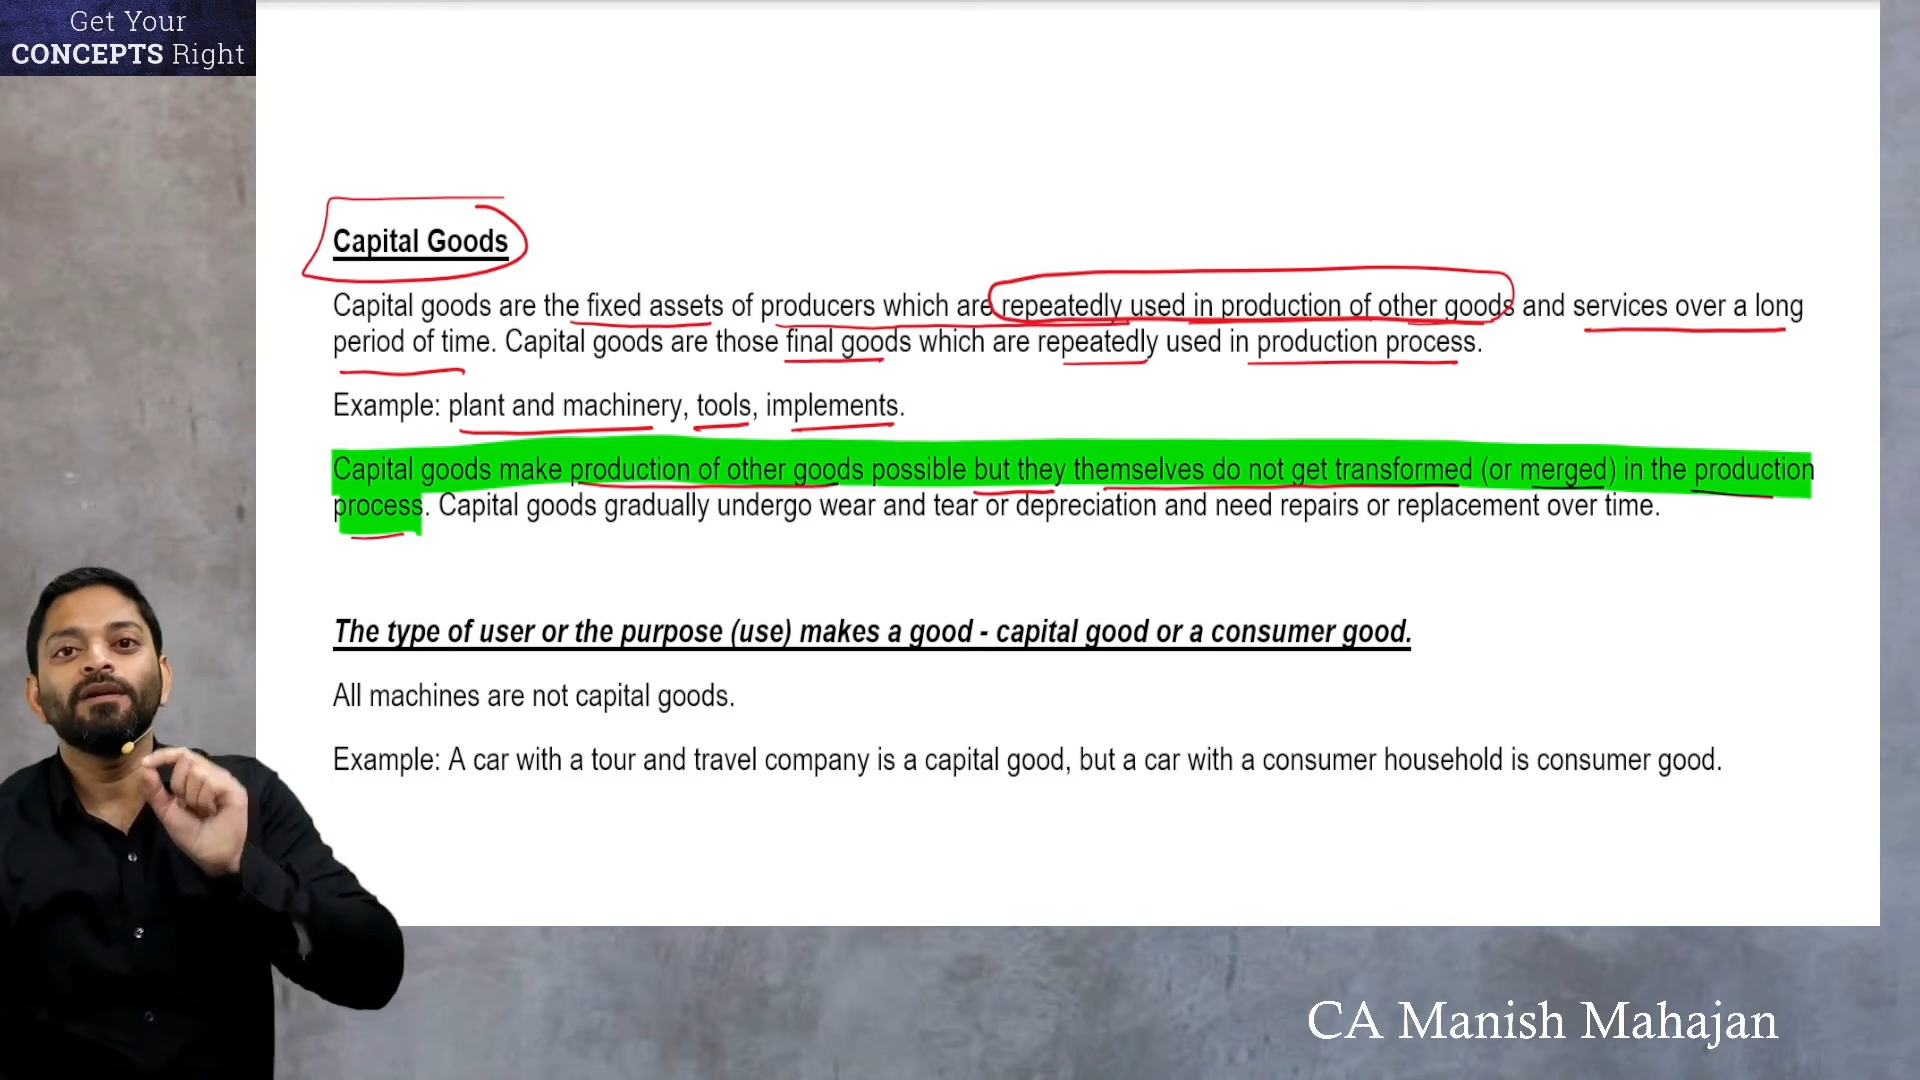 Get Your
CONCEPTS Right
Capital Goods
Capital goods are the fixed assets of producers which are repeatedly used in production of other goods and services over a long
period of time. Capital goods are those final goods which are repeatedly used in production process.
Example: plant and machinery, tools, implements.
Capital goods make production of other goods possible but they themselves do not get transformed (or merged) in the production
process. Capital goods gradually undergo wear and tear or depreciation and need repairs or replacement over time.
The type of user or the purpose (use) makes a good - capital good or a consumer good.
All machines are not capital goods.
Example: A car with a tour and travel company is a capital good, but a car with a consumer household is consumer good.
CA Manish Mahajan